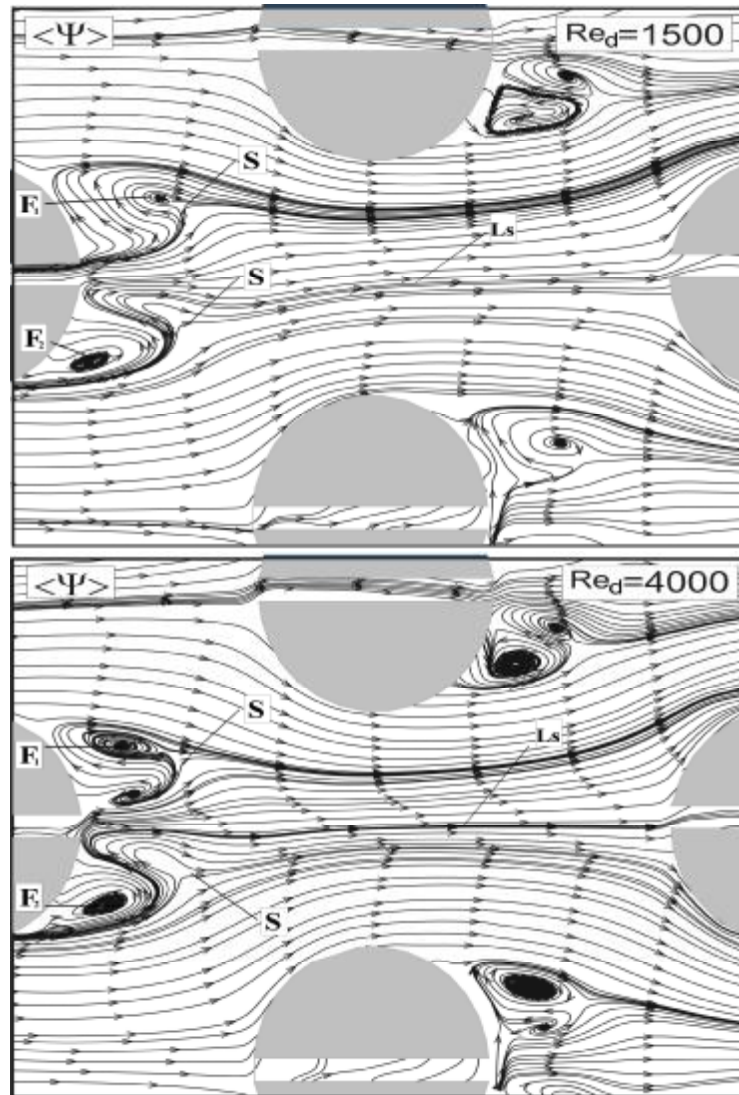 <Ψ> Re_d=1500
S
F₁
Ls
S
F₂
<Ψ> Re_d=4000
S
F₁
Ls
F₂
S